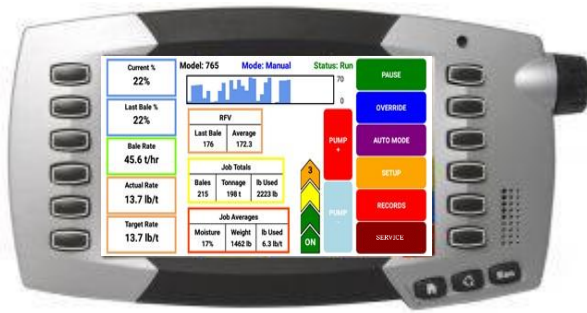 Current %
22%
Last Bale %
22%
Bale Rate
45.6 t/hr
Actual Rate
13.7 lb/t
Target Rate
13.7 lb/t
Model: 765 Mode: Manual Status: Run
70
0
RFV
Last Bale Average
176 172.3
Job Totals
Bales Tonnage lb Used
215 198 t 2223 lb
Job Averages
Moisture Weight lb Used
17% 1462 lb 6.3 lb/t
3
ON
PUMP
+
PUMP
-
PAUSE
OVERRIDE
AUTO MODE
SETUP
RECORDS
SERVICE